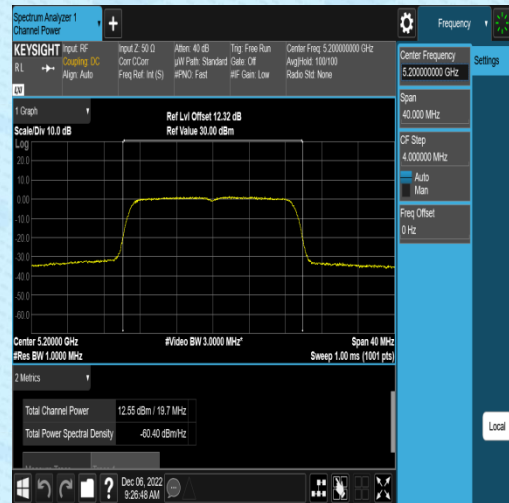 Spectrum Analyzer 1
Channel Power
Frequency
KEYSIGHT
RL
LXI
Input: RF
Coupling: DC
Align: Auto
Input Z: 50 Ω
Corr CCorr
Freq Ref: Int (S)
Atten: 40 dB
µW Path: Standard
#PNO: Fast
Trig: Free Run
Gate: Off
#IF Gain: Low
Center Freq: 5.200000000 GHz
Avg|Hold: 100/100
Radio Std: None
Center Frequency
5.200000000 GHz
Settings
Span
40.000 MHz
CF Step
4.000000 MHz
Auto
Man
Freq Offset
0 Hz
1 Graph
Scale/Div 10.0 dB
Ref Lvl Offset 12.32 dB
Ref Value 30.00 dBm
Log
20.0
10.0
0.00
-10.0
-20.0
-30.0
-40.0
-50.0
-60.0
Center 5.20000 GHz
#Res BW 1.0000 MHz
#Video BW 3.0000 MHz*
Span 40 MHz
Sweep 1.00 ms (1001 pts)
2 Metrics
Total Channel Power 12.55 dBm / 19.7 MHz
Total Power Spectral Density -60.40 dBm/Hz
Local
Dec 06, 2022
9:26:48 AM